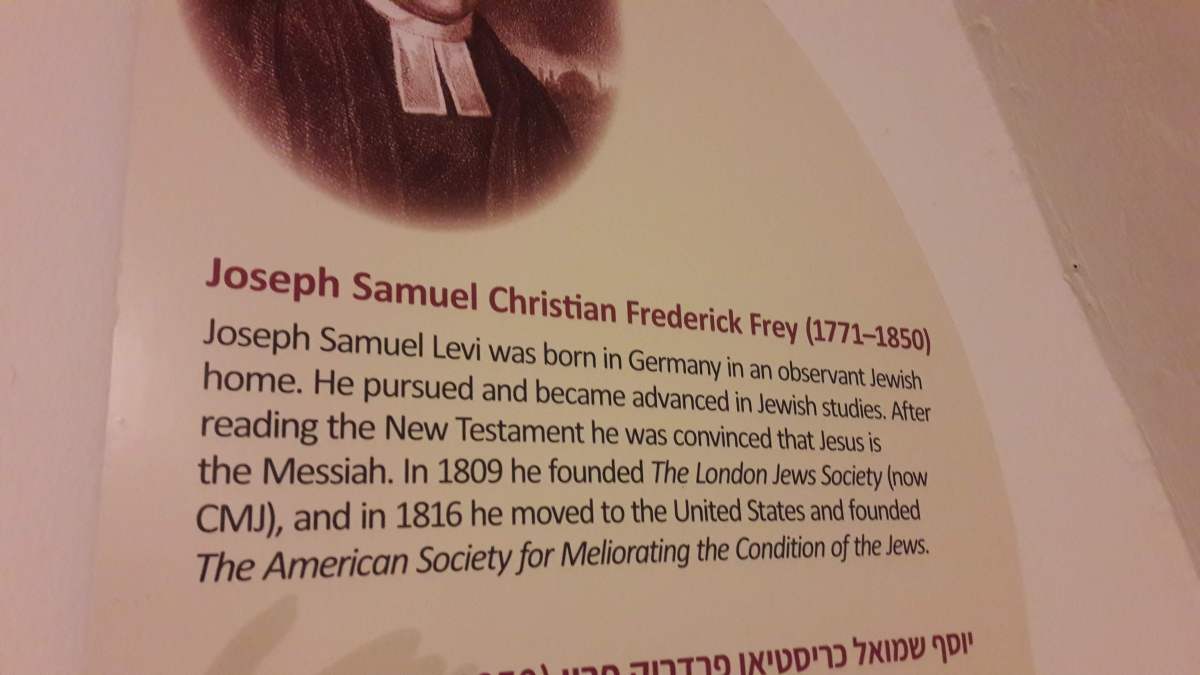 Joseph Samuel Christian Frederick Frey (1771–1850)
Joseph Samuel Levi was born in Germany in an observant Jewish
home. He pursued and became advanced in Jewish studies. After
reading the New Testament he was convinced that Jesus is
the Messiah. In 1809 he founded The London Jews Society (now
CMJ), and in 1816 he moved to the United States and founded
The American Society for Meliorating the Condition of the Jews.
יוסף שמואל כריסטיאן פרדריק